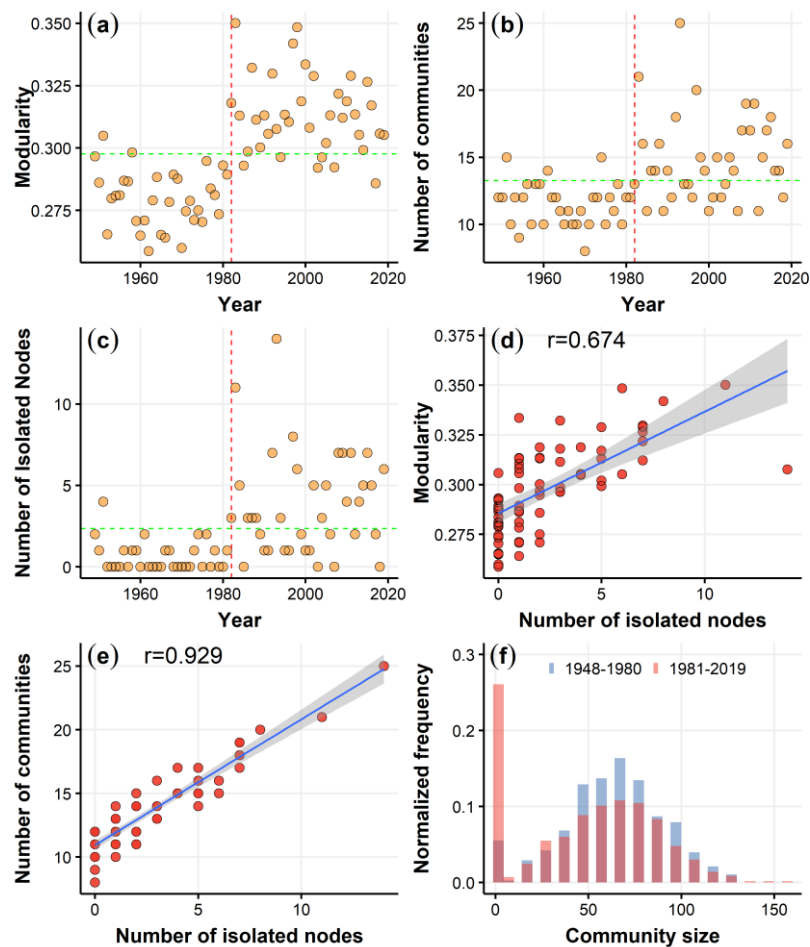 (a)
0.350
0.325
0.300
0.275
Modularity
1960
1980
2000
2020
Year
(b)
25
20
15
10
Number of communities
1960
1980
2000
2020
Year
(c)
10
5
0
Number of Isolated Nodes
1960
1980
2000
2020
Year
(d)
r=0.674
0.375
0.350
0.325
0.300
0.275
Modularity
0
5
10
Number of isolated nodes
(e)
r=0.929
25
20
15
10
Number of communities
0
5
10
Number of isolated nodes
(f)
1948-1980
1981-2019
0.3
0.2
0.1
0.0
Normalized frequency
0
50
100
150
Community size